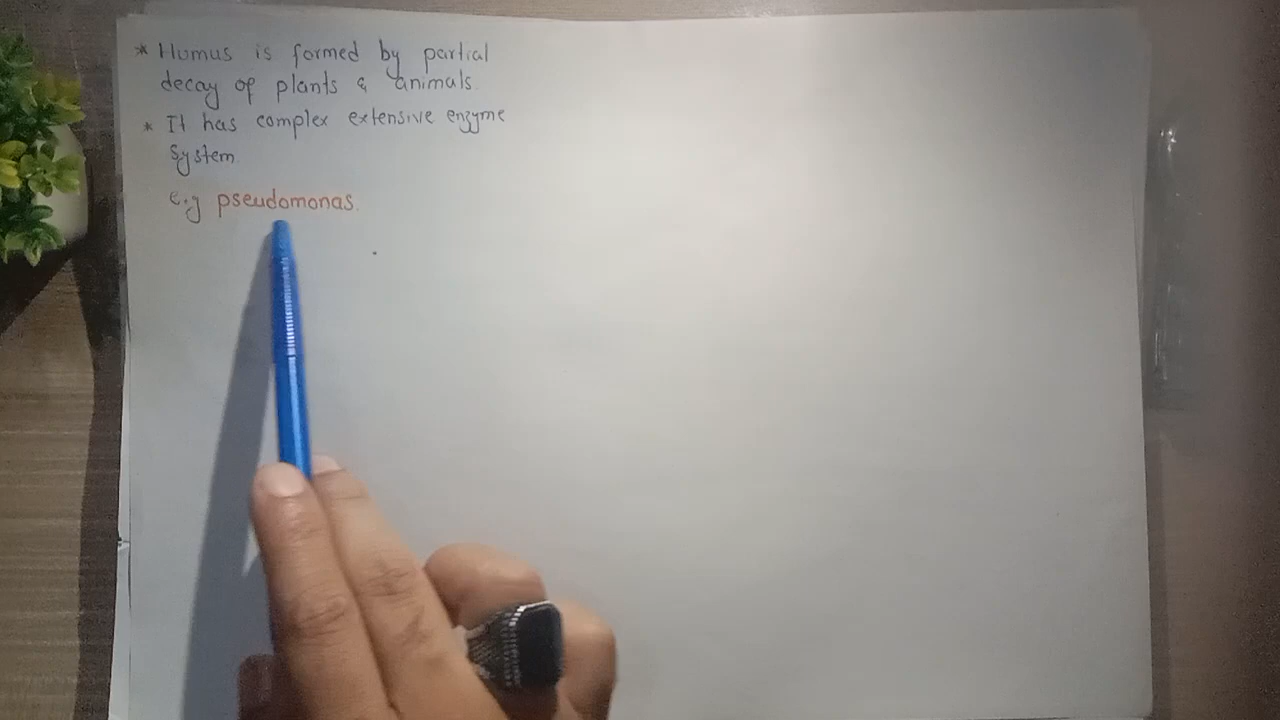 * Humus is formed by partial
decay of plants & animals.
* It has complex extensive enzyme
System
e.g pseudomonas.